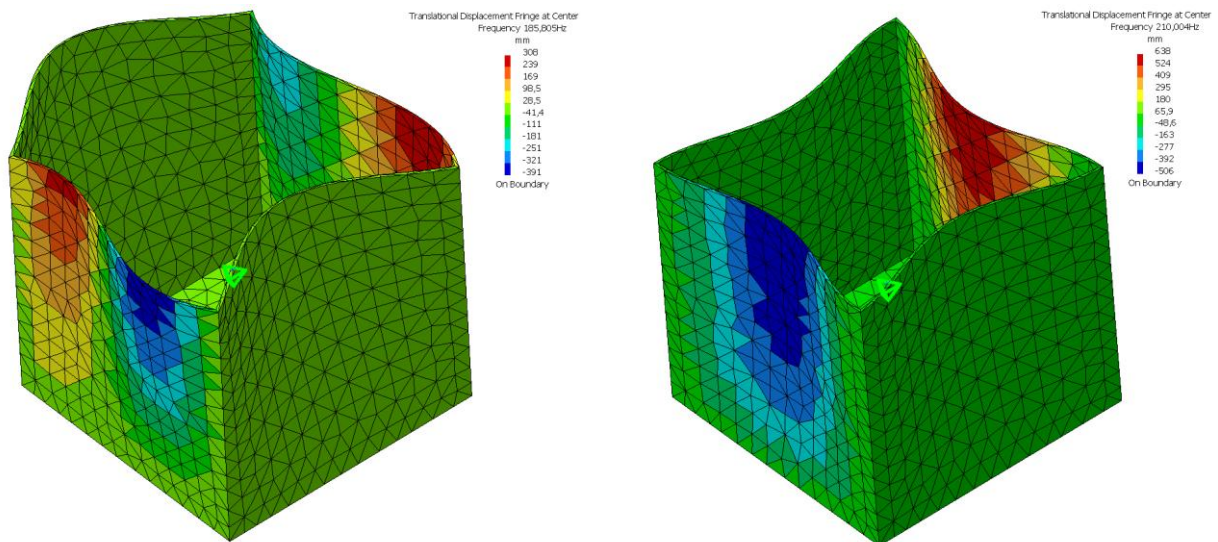 Translational Displacement Fringe at Center
Frequency 185,805Hz
mm
308
239
169
98,5
28,5
-41,4
-111
-181
-251
-321
-391
On Boundary
Translational Displacement Fringe at Center
Frequency 210,004Hz
mm
638
524
409
295
180
65,9
-48,6
-163
-277
-392
-506
On Boundary